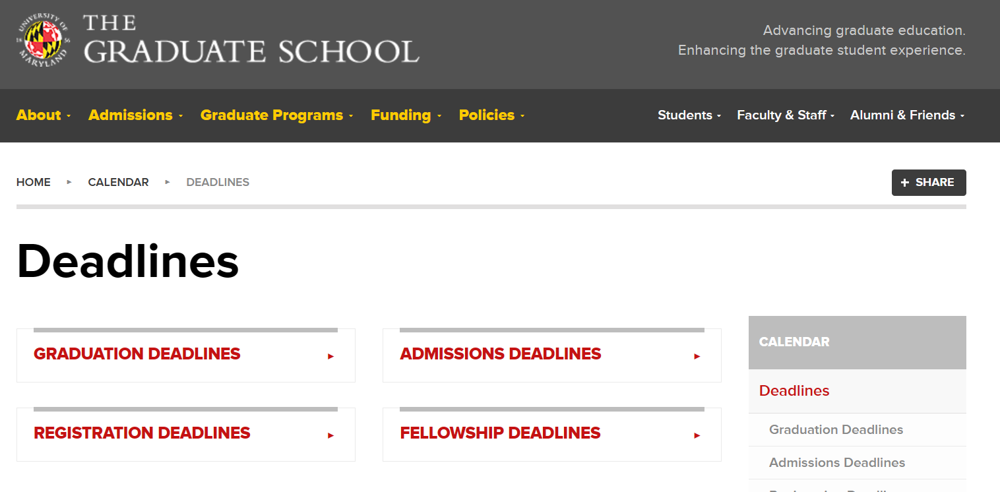 UNIVERSITY OF
18 56
MARYLAND
THE
GRADUATE SCHOOL
Advancing graduate education.
Enhancing the graduate student experience.
About Admissions Graduate Programs Funding Policies Students Faculty & Staff Alumni & Friends
HOME CALENDAR DEADLINES + SHARE
Deadlines
GRADUATION DEADLINES ADMISSIONS DEADLINES
REGISTRATION DEADLINES FELLOWSHIP DEADLINES
CALENDAR
Deadlines
Graduation Deadlines
Admissions Deadlines